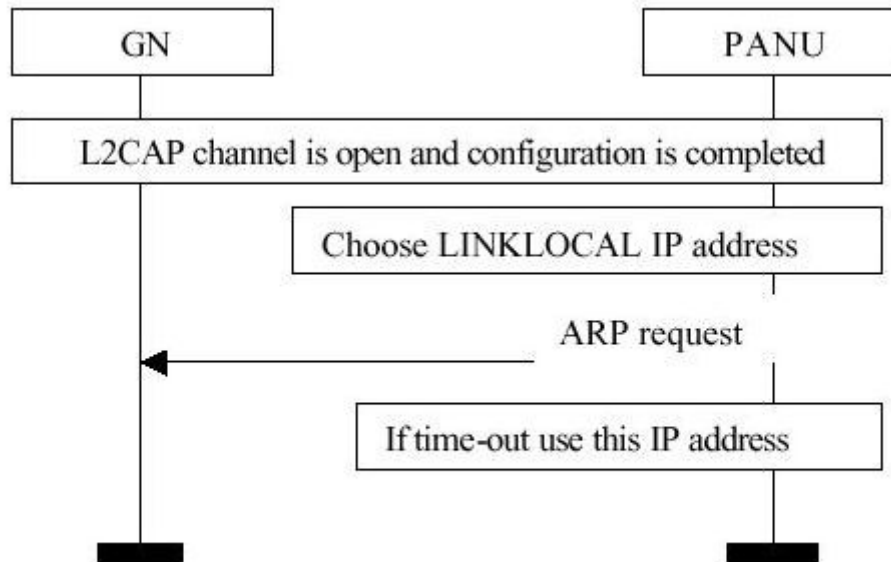 GN
PANU
L2CAP channel is open and configuration is completed
Choose LINKLOCAL IP address
ARP request
If time-out use this IP address